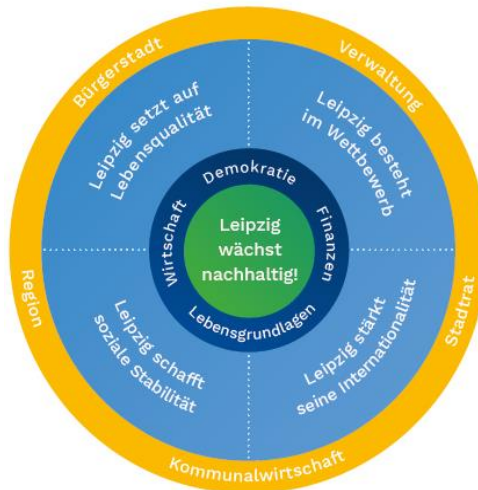 Bürgerstadt
Verwaltung
Leipzig setzt auf
Lebensqualität
Leipzig besteht
im Wettbewerb
Demokratie
Wirtschaft
Finanzen
Leipzig
wächst
nachhaltig!
Lebensgrundlagen
Region
Stadtrat
Leipzig schafft
soziale Stabilität
Leipzig stärkt
seine Internationalität
Kommunalwirtschaft